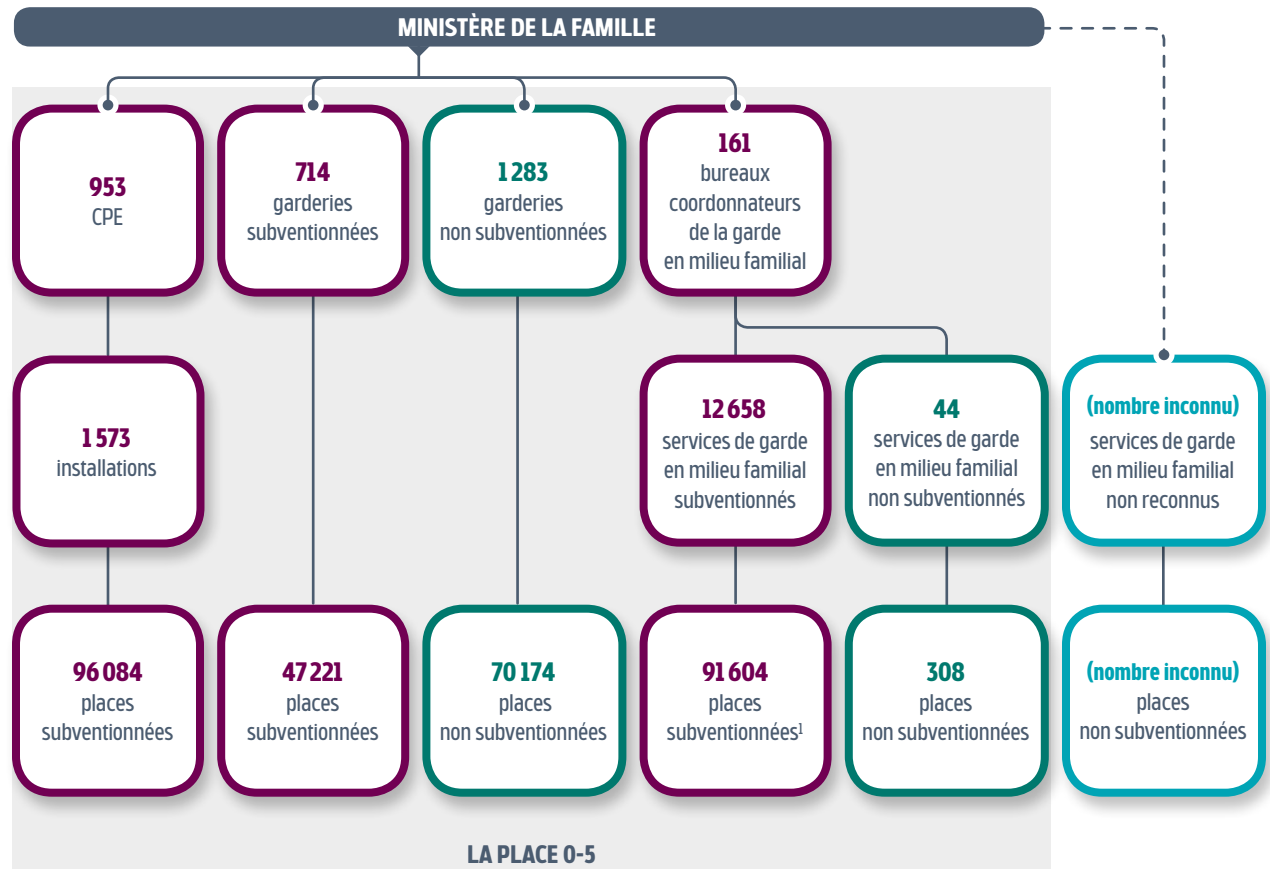 MINISTÈRE DE LA FAMILLE
953
CPE
714
garderies
subventionnées
1 283
garderies
non subventionnées
161
bureaux
coordonnateurs
de la garde
en milieu familial
1 573
installations
12 658
services de garde
en milieu familial
subventionnés
44
services de garde
en milieu familial
non subventionnés
(nombre inconnu)
services de garde
en milieu familial
non reconnus
96 084
places
subventionnées
47 221
places
subventionnées
70 174
places
non subventionnées
91 604
places
subventionnées¹
308
places
non subventionnées
(nombre inconnu)
places
non subventionnées
LA PLACE 0-5